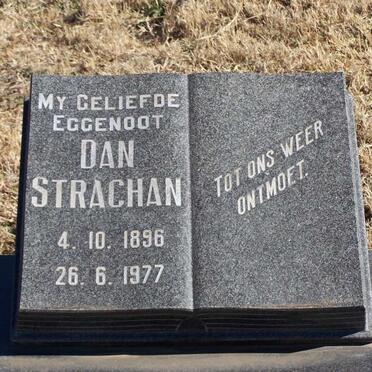 MY GELIEFDE
EGGENOOT
DAN
STRACHAN
4. 10. 1896
26. 6. 1977
TOT ONS WEER
ONTMOET.